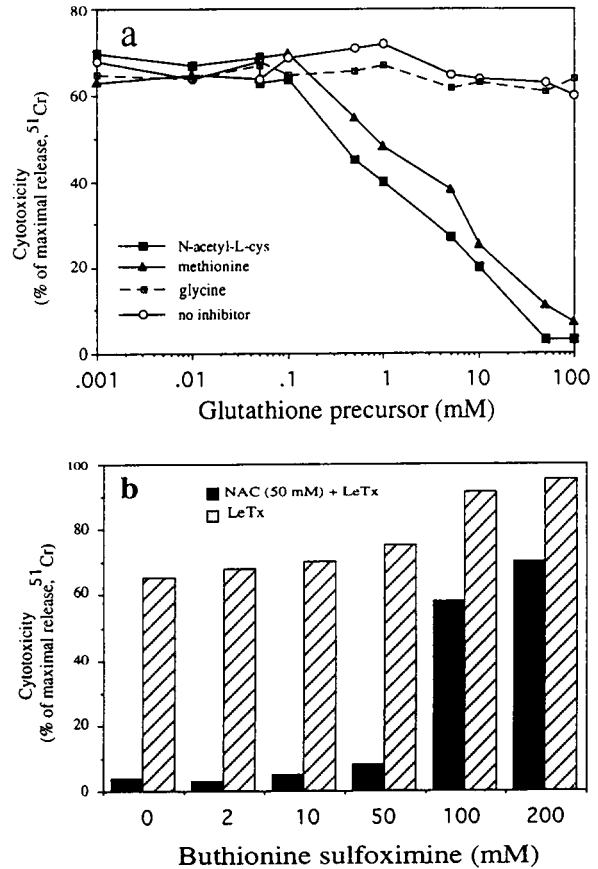 a
80
60
40
20
0
Cytotoxicity
(% of maximal release, 51Cr)
N-acetyl-L-cys
methionine
glycine
no inhibitor
.001 .01 .1 1 10 100
Glutathione precursor (mM)
b
100
80
60
40
20
0
Cytotoxicity
(% of maximal release, 51Cr)
NAC (50 mM) + LeTx
LeTx
0 2 10 50 100 200
Buthionine sulfoximine (mM)